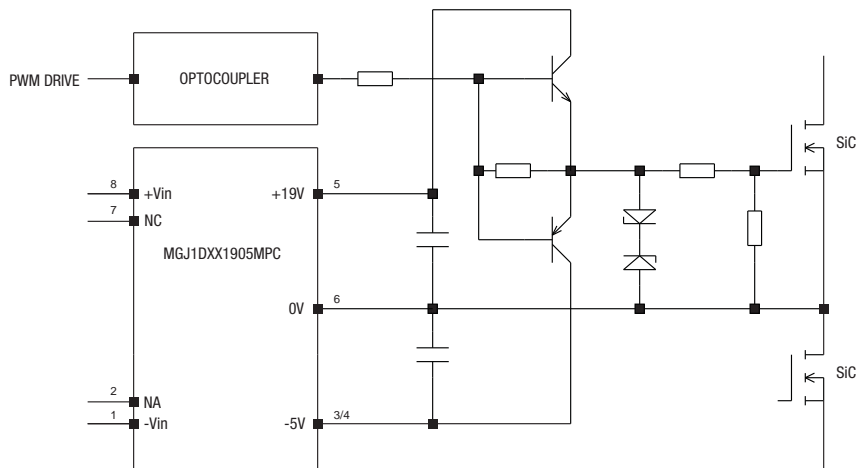 PWM DRIVE
OPTOCOUPLER
SiC
8 +Vin
+19V 5
7 NC
MGJ1DXX1905MPC
0V 6
SiC
2 NA
1 -Vin
-5V 3/4